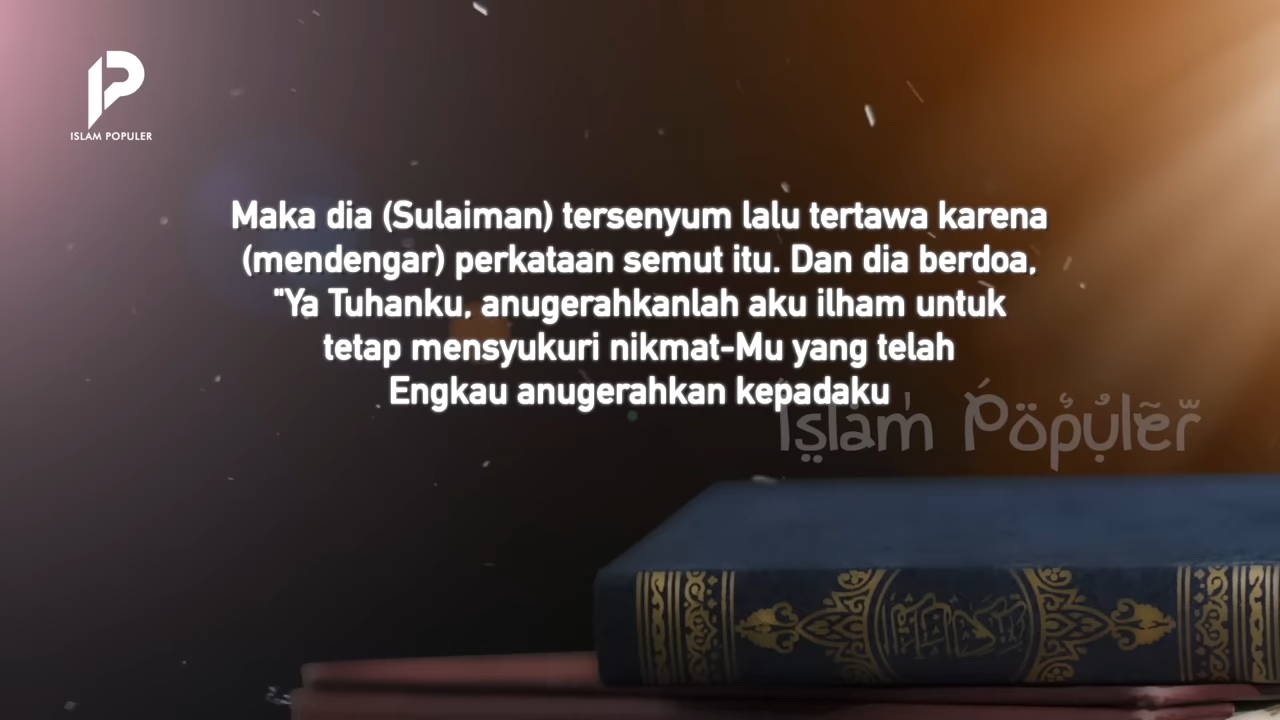 ISLAM POPULER
Maka dia (Sulaiman) tersenyum lalu tertawa karena
(mendengar) perkataan semut itu. Dan dia berdoa,
"Ya Tuhanku, anugerahkanlah aku ilham untuk
tetap mensyukuri nikmat-Mu yang telah
Engkau anugerahkan kepadaku
Islam Populer